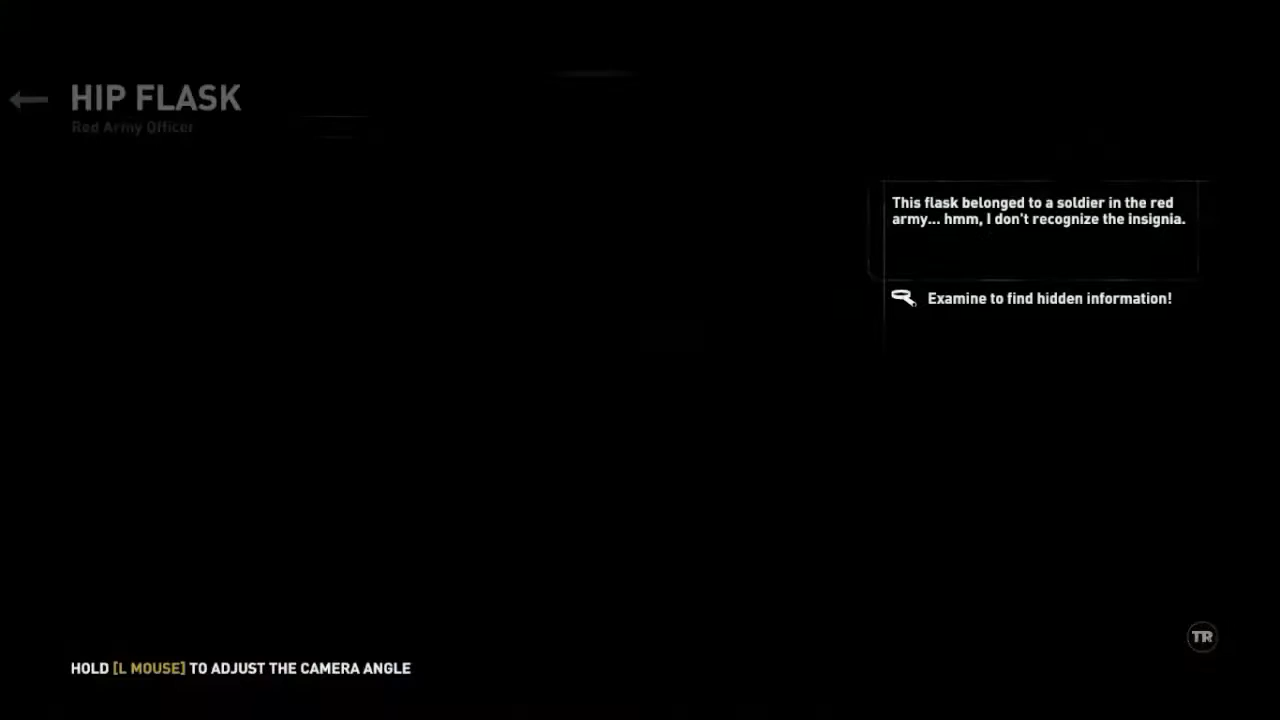 HIP FLASK
Red Army Officer
This flask belonged to a soldier in the red
army... hmm, I don't recognize the insignia.
Examine to find hidden information!
TR
HOLD [L MOUSE] TO ADJUST THE CAMERA ANGLE